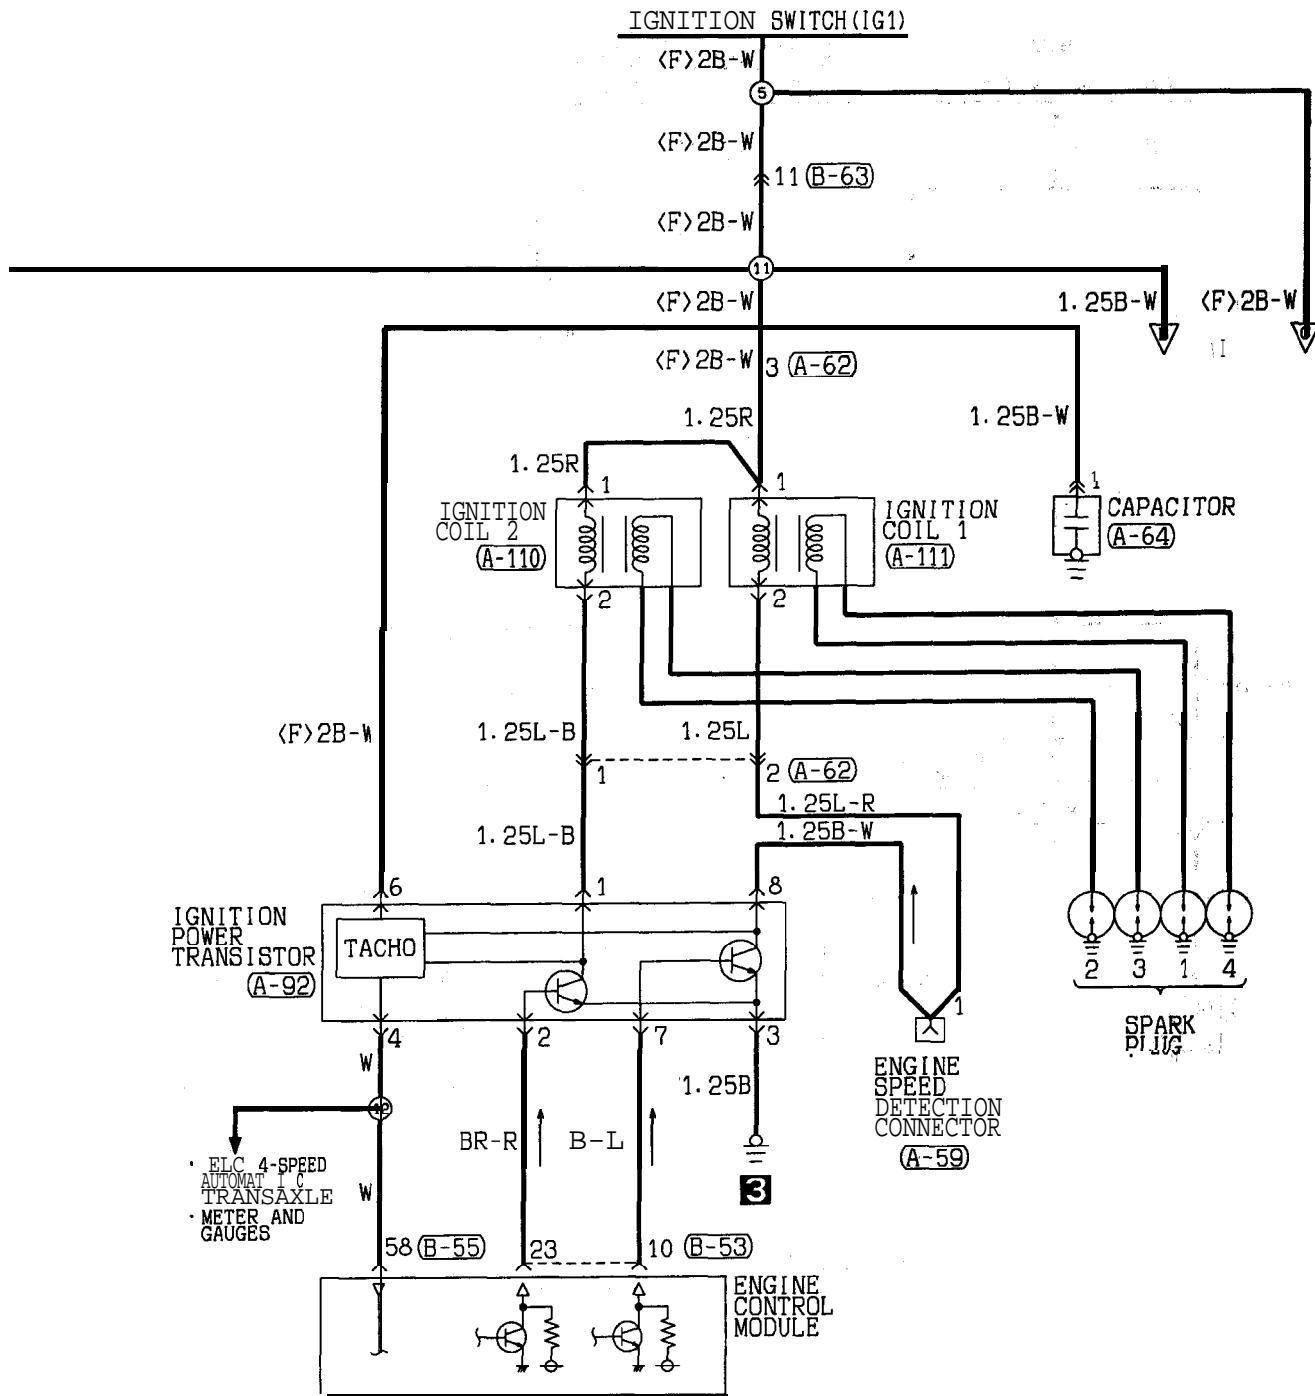 IGNITION SWITCH(IG1)
<F>2B-W
5
<F>2B-W
11 B-63
<F>2B-W
11
<F>2B-W
1.25B-W
<F>2B-W
<F>2B-W
3 A-62
1.25R
1.25B-W
1.25R
1
1
1
IGNITION
COIL 2
A-110
IGNITION
COIL 1
A-111
CAPACITOR
A-64
2
2
<F>2B-W
1.25L-B
1.25L
1
2 A-62
1.25L-R
1.25B-W
1.25L-B
6
1
8
IGNITION
POWER
TRANSISTOR
A-92
TACHO
2
3
1
4
SPARK
PLUG
4
2
7
3
1
ENGINE
SPEED
DETECTION
CONNECTOR
A-59
W
1.25B
12
BR-R
B-L
3
· ELC 4-SPEED
AUTOMATIC
TRANSAXLE
· METER AND
GAUGES
W
58 B-55
23
10 B-53
ENGINE
CONTROL
MODULE